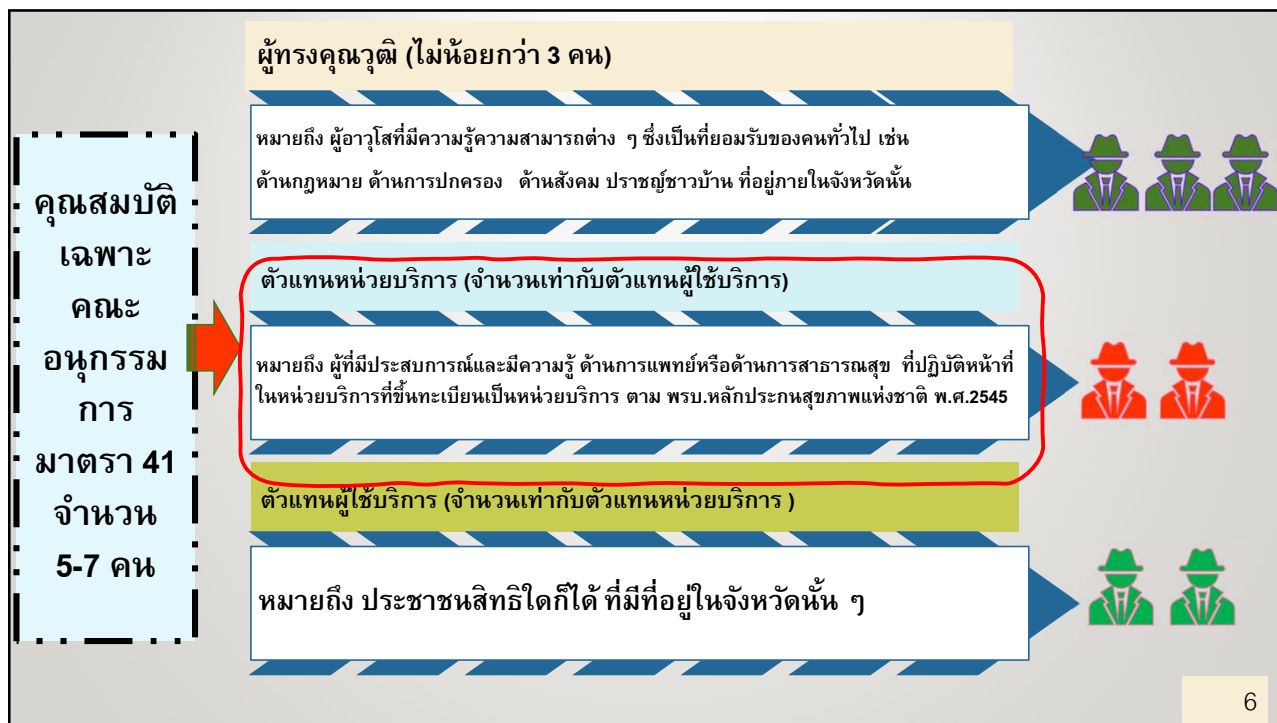 ผู้ทรงคุณวุฒิ (ไม่น้อยกว่า 3 คน)
หมายถึง ผู้อาวุโสที่มีความรู้ความสามารถต่าง ๆ ซึ่งเป็นที่ยอมรับของคนทั่วไป เช่น
ด้านกฎหมาย ด้านการปกครอง ด้านสังคม ปราชญ์ชาวบ้าน ที่อยู่ภายในจังหวัดนั้น
คุณสมบัติ
เฉพาะ
คณะ
อนุกรรม
การ
มาตรา 41
จำนวน
5-7 คน
ตัวแทนหน่วยบริการ (จำนวนเท่ากับตัวแทนผู้ใช้บริการ)
หมายถึง ผู้ที่มีประสบการณ์และมีความรู้ ด้านการแพทย์หรือด้านการสาธารณสุข ที่ปฏิบัติหน้าที่
ในหน่วยบริการที่ขึ้นทะเบียนเป็นหน่วยบริการ ตาม พรบ.หลักประกนสุขภาพแห่งชาติ พ.ศ.2545
ตัวแทนผู้ใช้บริการ (จำนวนเท่ากับตัวแทนหน่วยบริการ )
หมายถึง ประชาชนสิทธิใดก็ได้ ที่มีที่อยู่ในจังหวัดนั้น ๆ
6